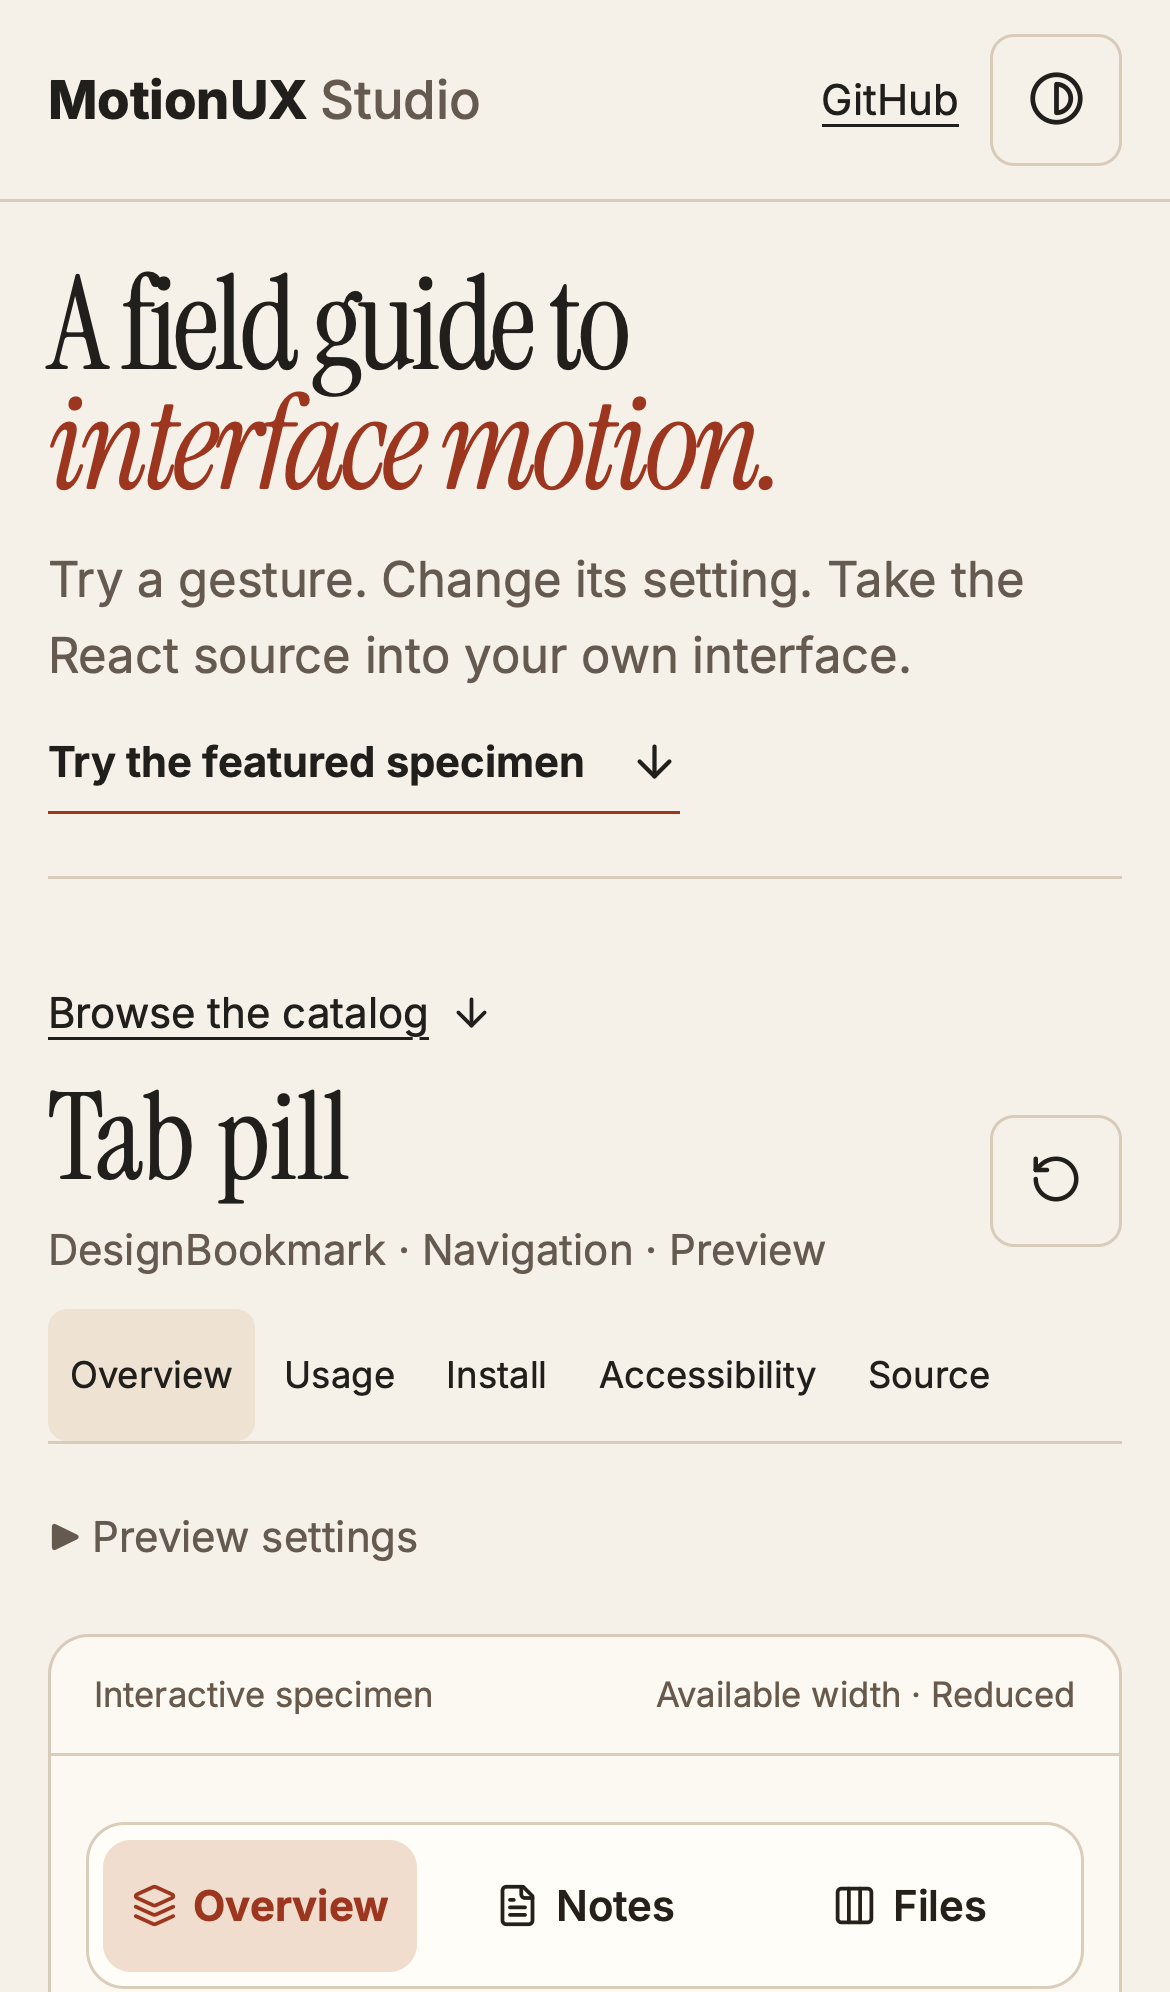 MotionUX Studio
GitHub
A field guide to
interface motion.
Try a gesture. Change its setting. Take the
React source into your own interface.
Try the featured specimen
Browse the catalog
Tab pill
DesignBookmark · Navigation · Preview
Overview Usage Install Accessibility Source
Preview settings
Interactive specimen Available width · Reduced
Overview Notes Files